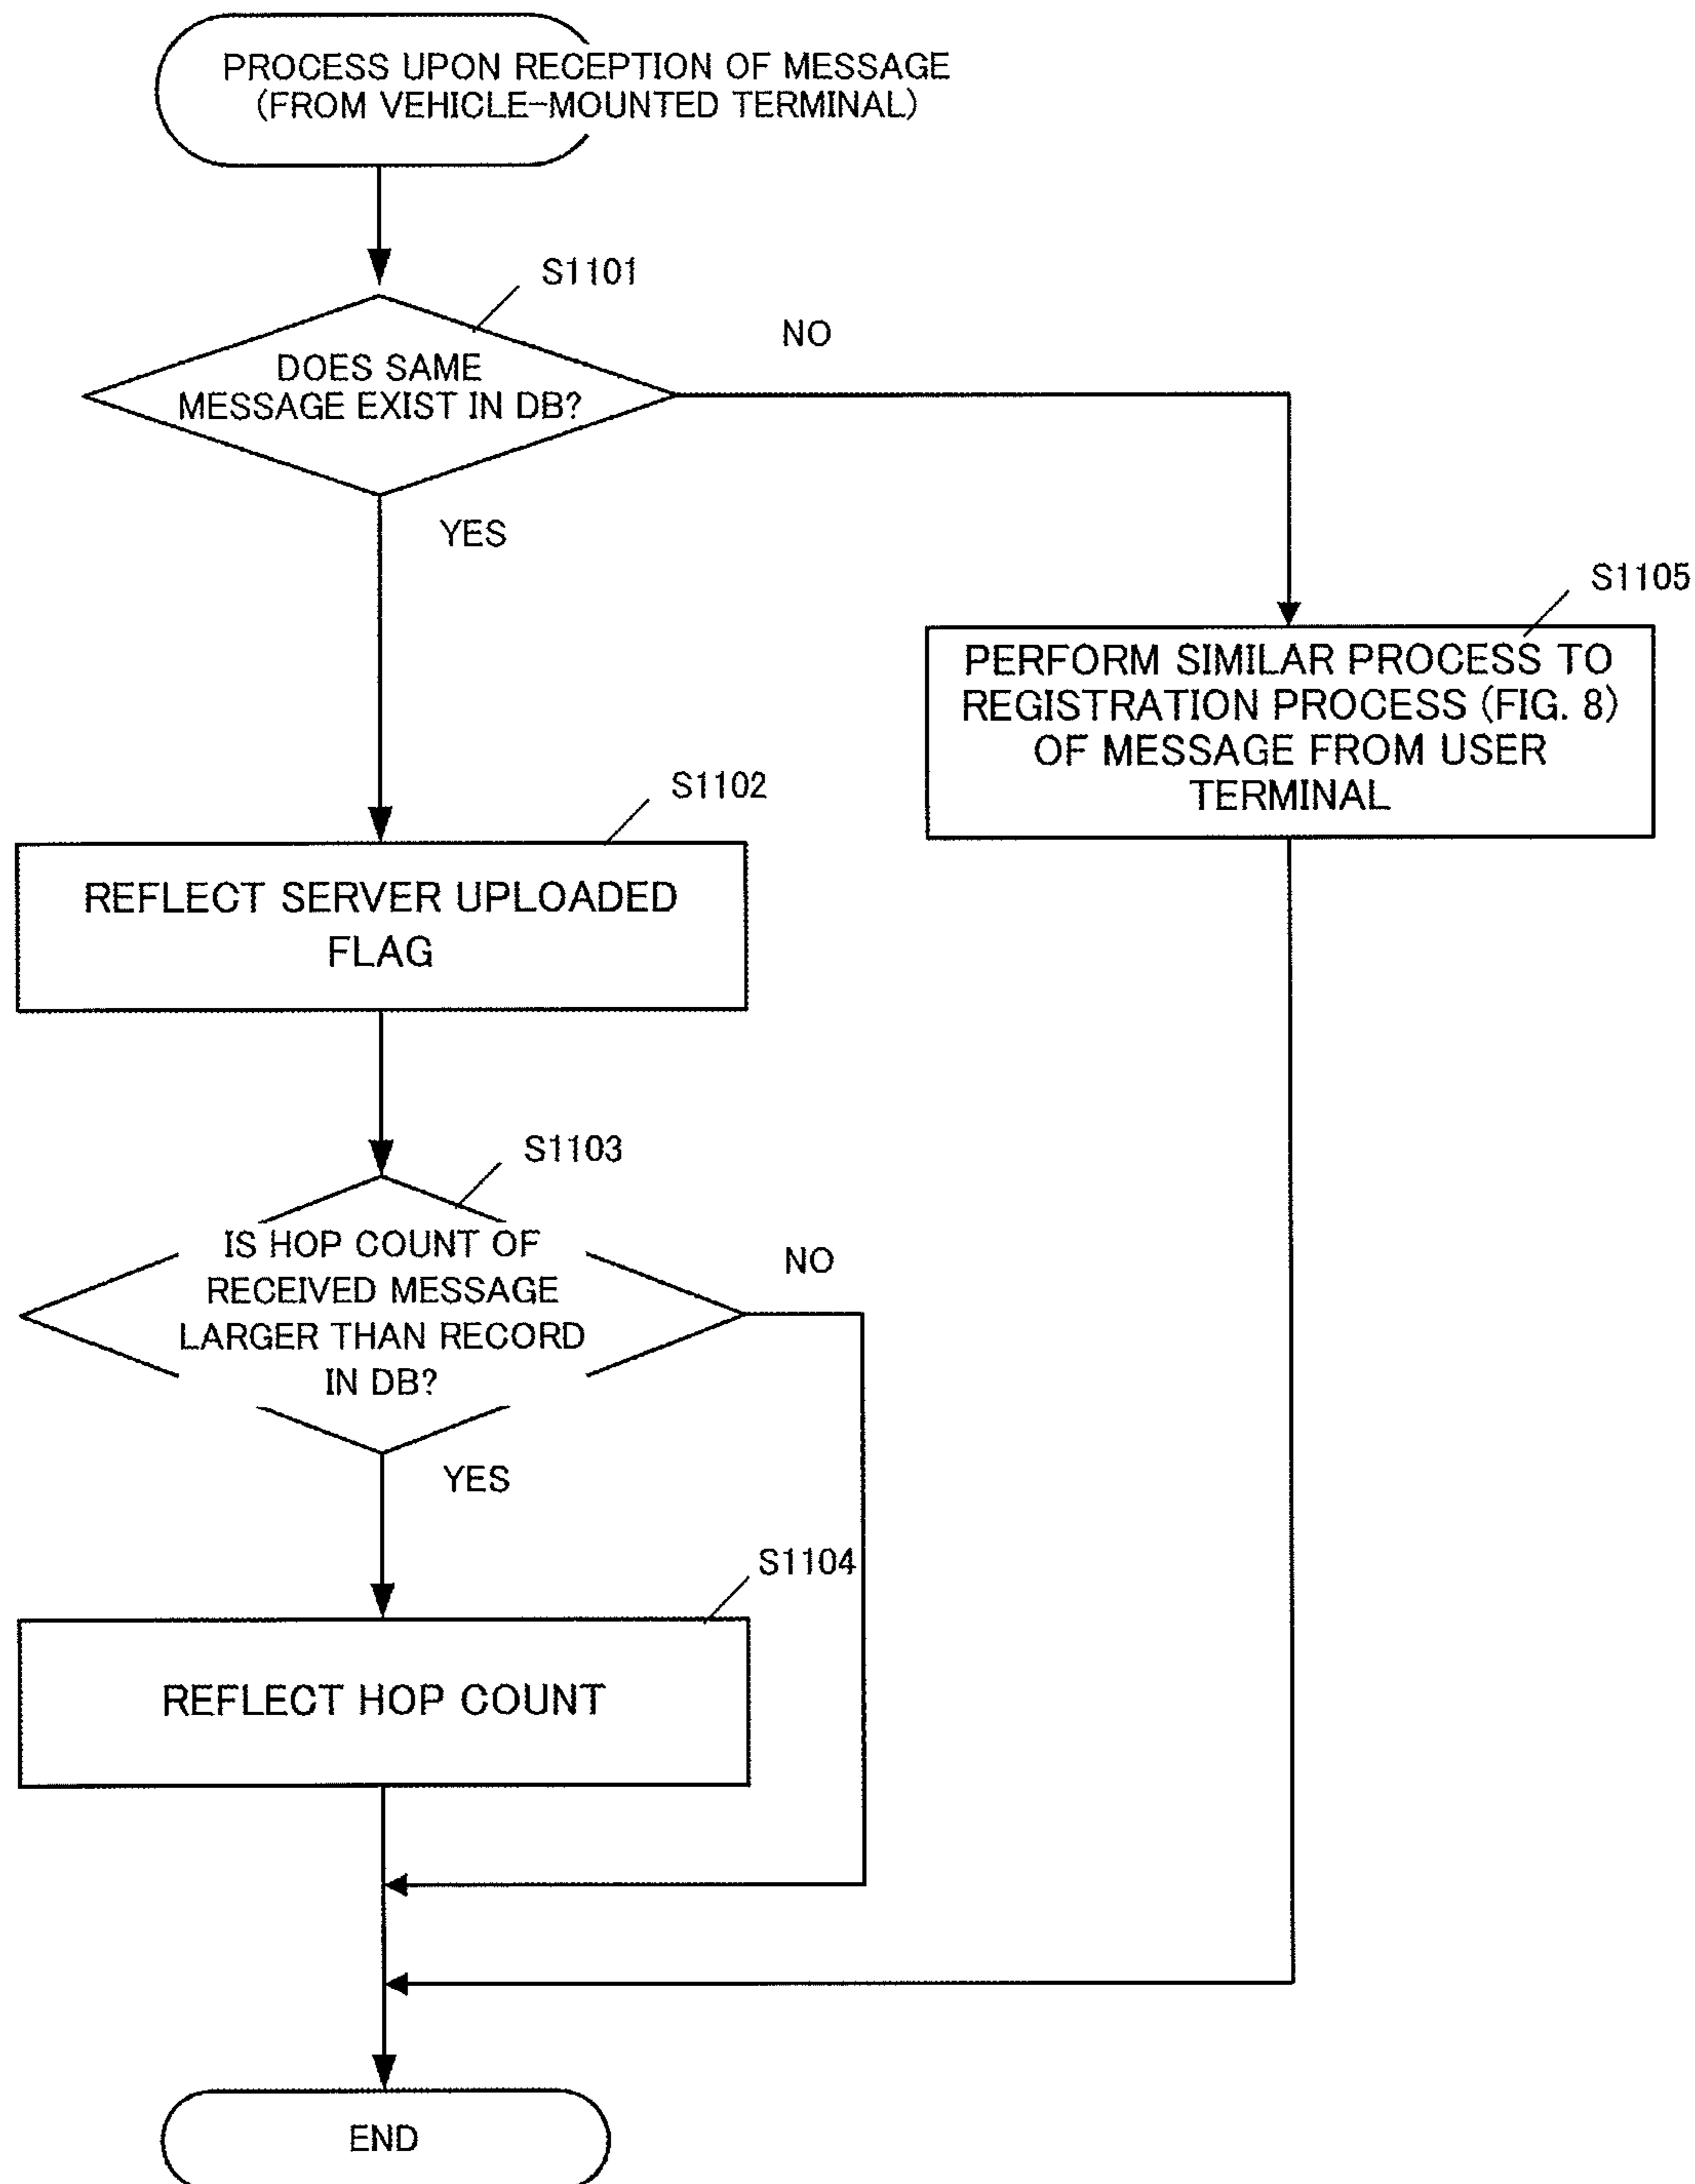 PROCESS UPON RECEPTION OF MESSAGE
(FROM VEHICLE-MOUNTED TERMINAL)
S1101
NO
DOES SAME
MESSAGE EXIST IN DB?
YES
S1105
PERFORM SIMILAR PROCESS TO
REGISTRATION PROCESS (FIG. 8)
OF MESSAGE FROM USER
TERMINAL
S1102
REFLECT SERVER UPLOADED
FLAG
S1103
IS HOP COUNT OF
RECEIVED MESSAGE
LARGER THAN RECORD
IN DB?
NO
YES
S1104
REFLECT HOP COUNT
END